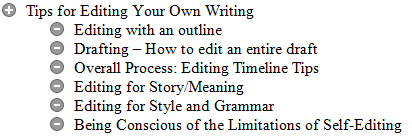 Tips for Editing Your Own Writing
Editing with an outline
Drafting – How to edit an entire draft
Overall Process: Editing Timeline Tips
Editing for Story/Meaning
Editing for Style and Grammar
Being Conscious of the Limitations of Self-Editing